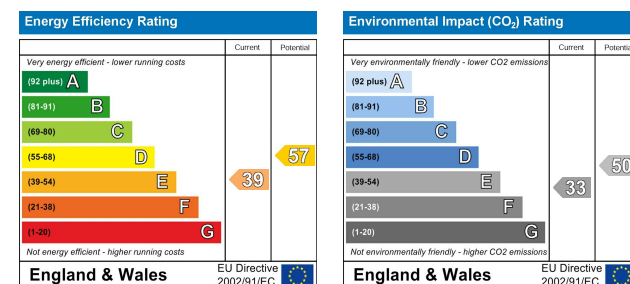 Energy Efficiency Rating
Current Potential
Very energy efficient - lower running costs
(92 plus) A
(81-91) B
(69-80) C
(55-68) D
57
(39-54) E
39
(21-38) F
(1-20) G
Not energy efficient - higher running costs
England & Wales
EU Directive
2002/91/EC
Environmental Impact (CO₂) Rating
Current Potential
Very environmentally friendly - lower CO2 emissions
(92 plus) A
(81-91) B
(69-80) C
(55-68) D
50
(39-54) E
33
(21-38) F
(1-20) G
Not environmentally friendly - higher CO2 emissions
England & Wales
EU Directive
2002/91/EC